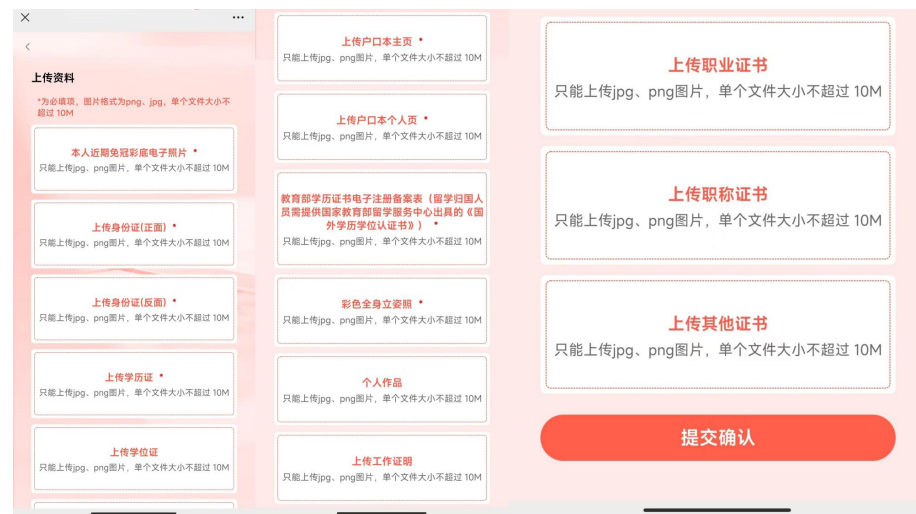 上传资料
*为必填项，图片格式为png、jpg，单个文件大小不
超过 10M
本人近期免冠彩底电子照片 *
只能上传jpg、png图片，单个文件大小不超过 10M
上传身份证(正面) *
只能上传jpg、png图片，单个文件大小不超过 10M
上传身份证(反面) *
只能上传jpg、png图片，单个文件大小不超过 10M
上传学历证 *
只能上传jpg、png图片，单个文件大小不超过 10M
上传学位证
只能上传jpg、png图片，单个文件大小不超过 10M
上传户口本主页 *
只能上传jpg、png图片，单个文件大小不超过 10M
上传户口本个人页 *
只能上传jpg、png图片，单个文件大小不超过 10M
教育部学历证书电子注册备案表（留学归国人
员需提供国家教育部留学服务中心出具的《国
外学历学位认证书》） *
只能上传jpg、png图片，单个文件大小不超过 10M
彩色全身立姿照 *
只能上传jpg、png图片，单个文件大小不超过 10M
个人作品
只能上传jpg、png图片，单个文件大小不超过 10M
上传工作证明
只能上传jpg、png图片，单个文件大小不超过 10M
上传职业证书
只能上传jpg、png图片，单个文件大小不超过 10M
上传职称证书
只能上传jpg、png图片，单个文件大小不超过 10M
上传其他证书
只能上传jpg、png图片，单个文件大小不超过 10M
提交确认